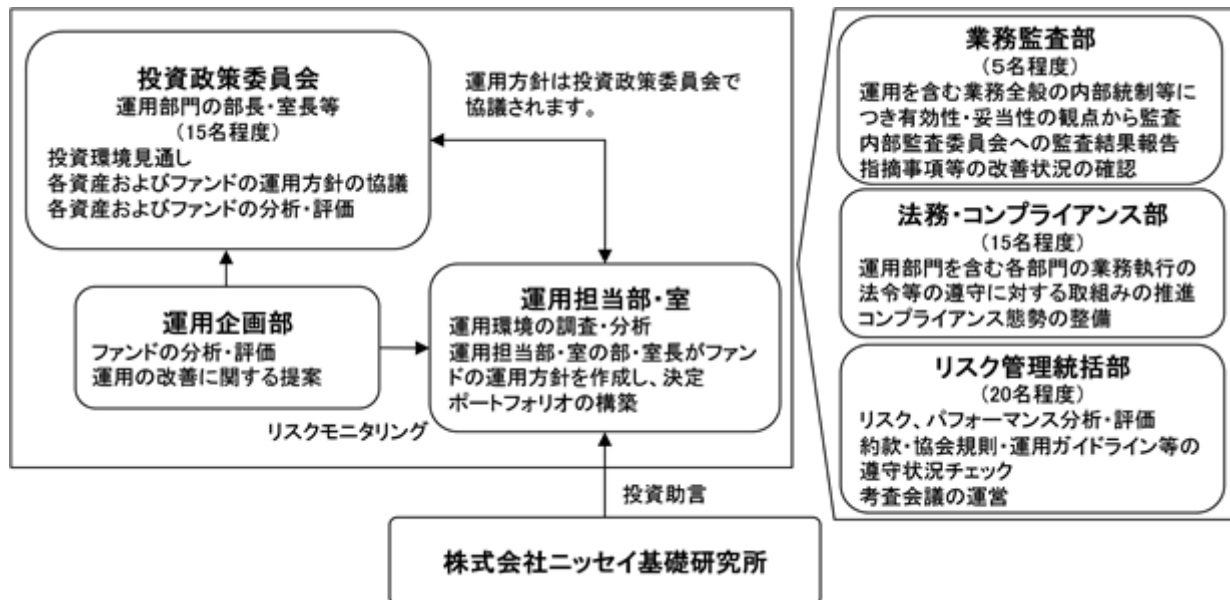 投資政策委員会
運用部門の部長・室長等
(15名程度)
投資環境見通し
各資産およびファンドの運用方針の協議
各資産およびファンドの分析・評価
運用方針は投資政策委員会で
協議されます。
運用企画部
ファンドの分析・評価
運用の改善に関する提案
リスクモニタリング
運用担当部・室
運用環境の調査・分析
運用担当部・室の部・室長がファン
ドの運用方針を作成し、決定
ポートフォリオの構築
投資助言
株式会社ニッセイ基礎研究所
業務監査部
(5名程度)
運用を含む業務全般の内部統制等に
つき有効性・妥当性の観点から監査
内部監査委員会への監査結果報告
指摘事項等の改善状況の確認
法務・コンプライアンス部
(15名程度)
運用部門を含む各部門の業務執行の
法令等の遵守に対する取組みの推進
コンプライアンス態勢の整備
リスク管理統括部
(20名程度)
リスク、パフォーマンス分析・評価
約款・協会規則・運用ガイドライン等の
遵守状況チェック
考査会議の運営